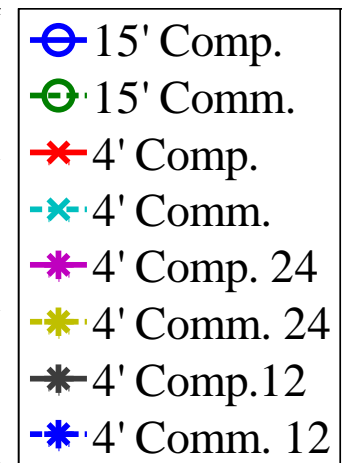 15' Comp.
15' Comm.
4' Comp.
4' Comm.
4' Comp. 24
4' Comm. 24
4' Comp.12
4' Comm. 12